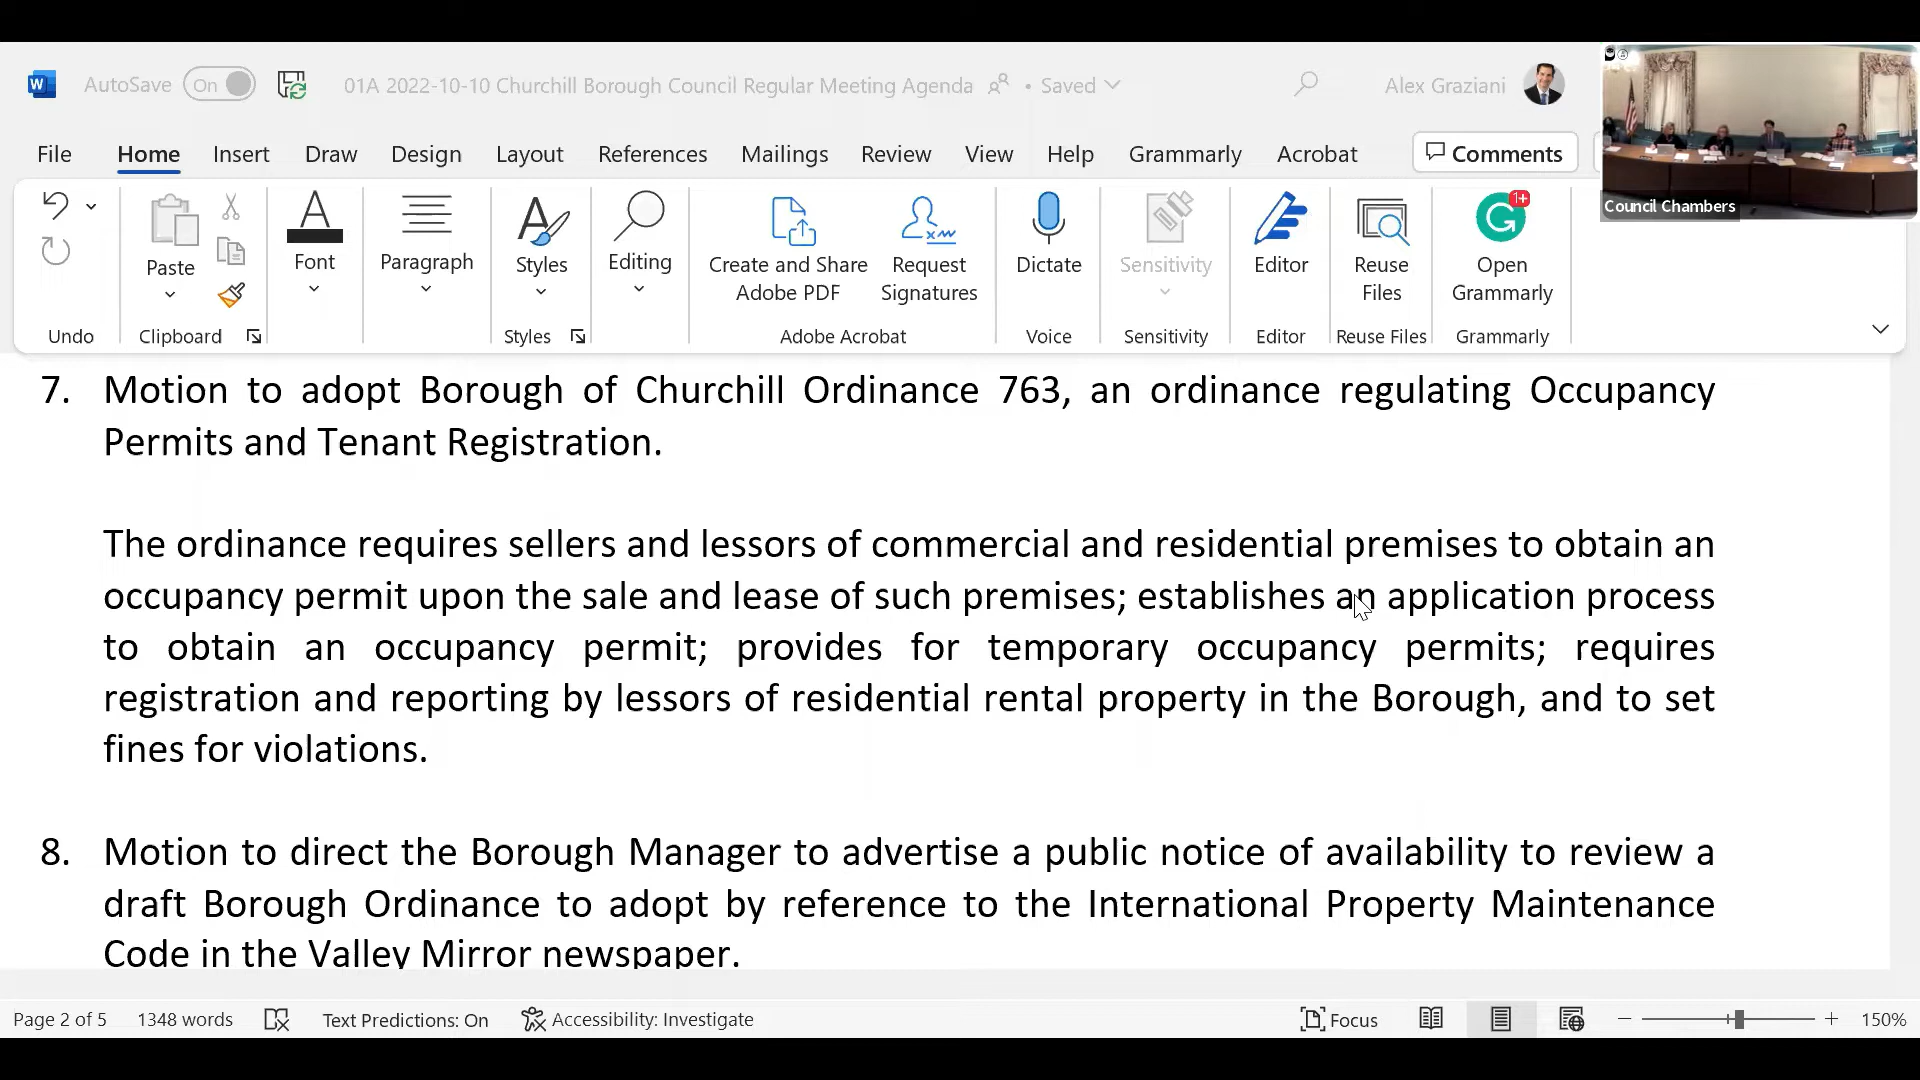 AutoSave On 01A 2022-10-10 Churchill Borough Council Regular Meeting Agenda • Saved Alex Graziani
File Home Insert Draw Design Layout References Mailings Review View Help Grammarly Acrobat Comments
Council Chambers
Paste Font Paragraph Styles Editing Create and Share Adobe PDF Request Signatures Dictate Sensitivity Editor Reuse Files Open Grammarly 1+
Undo Clipboard Styles Adobe Acrobat Voice Sensitivity Editor Reuse Files Grammarly
7. Motion to adopt Borough of Churchill Ordinance 763, an ordinance regulating Occupancy
Permits and Tenant Registration.
The ordinance requires sellers and lessors of commercial and residential premises to obtain an
occupancy permit upon the sale and lease of such premises; establishes an application process
to obtain an occupancy permit; provides for temporary occupancy permits; requires
registration and reporting by lessors of residential rental property in the Borough, and to set
fines for violations.
8. Motion to direct the Borough Manager to advertise a public notice of availability to review a
draft Borough Ordinance to adopt by reference to the International Property Maintenance
Code in the Valley Mirror newspaper.
Page 2 of 5 1348 words Text Predictions: On Accessibility: Investigate Focus 150%